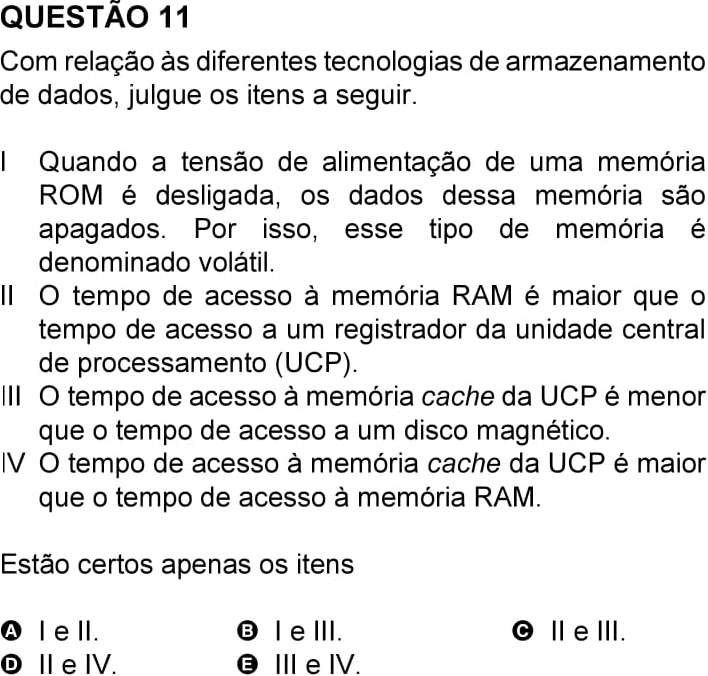 QUESTÃO 11
Com relação às diferentes tecnologias de armazenamento
de dados, julgue os itens a seguir.
I Quando a tensão de alimentação de uma memória
ROM é desligada, os dados dessa memória são
apagados. Por isso, esse tipo de memória é
denominado volátil.
II O tempo de acesso à memória RAM é maior que o
tempo de acesso a um registrador da unidade central
de processamento (UCP).
III O tempo de acesso à memória cache da UCP é menor
que o tempo de acesso a um disco magnético.
IV O tempo de acesso à memória cache da UCP é maior
que o tempo de acesso à memória RAM.
Estão certos apenas os itens
A I e II. B I e III. C II e III.
D II e IV. E III e IV.